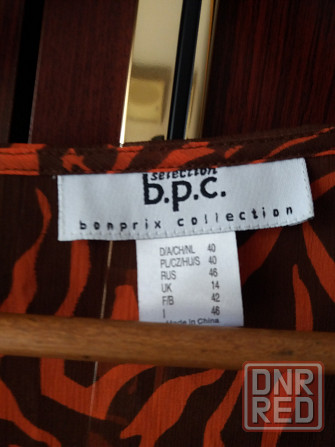 selection
b.p.c.
bonprix collection
D/A/CH/NL 40
PL/CZ/HU/S 40
RUS 46
UK 14
F/B 42
I 46
Made in China
DNR
RED